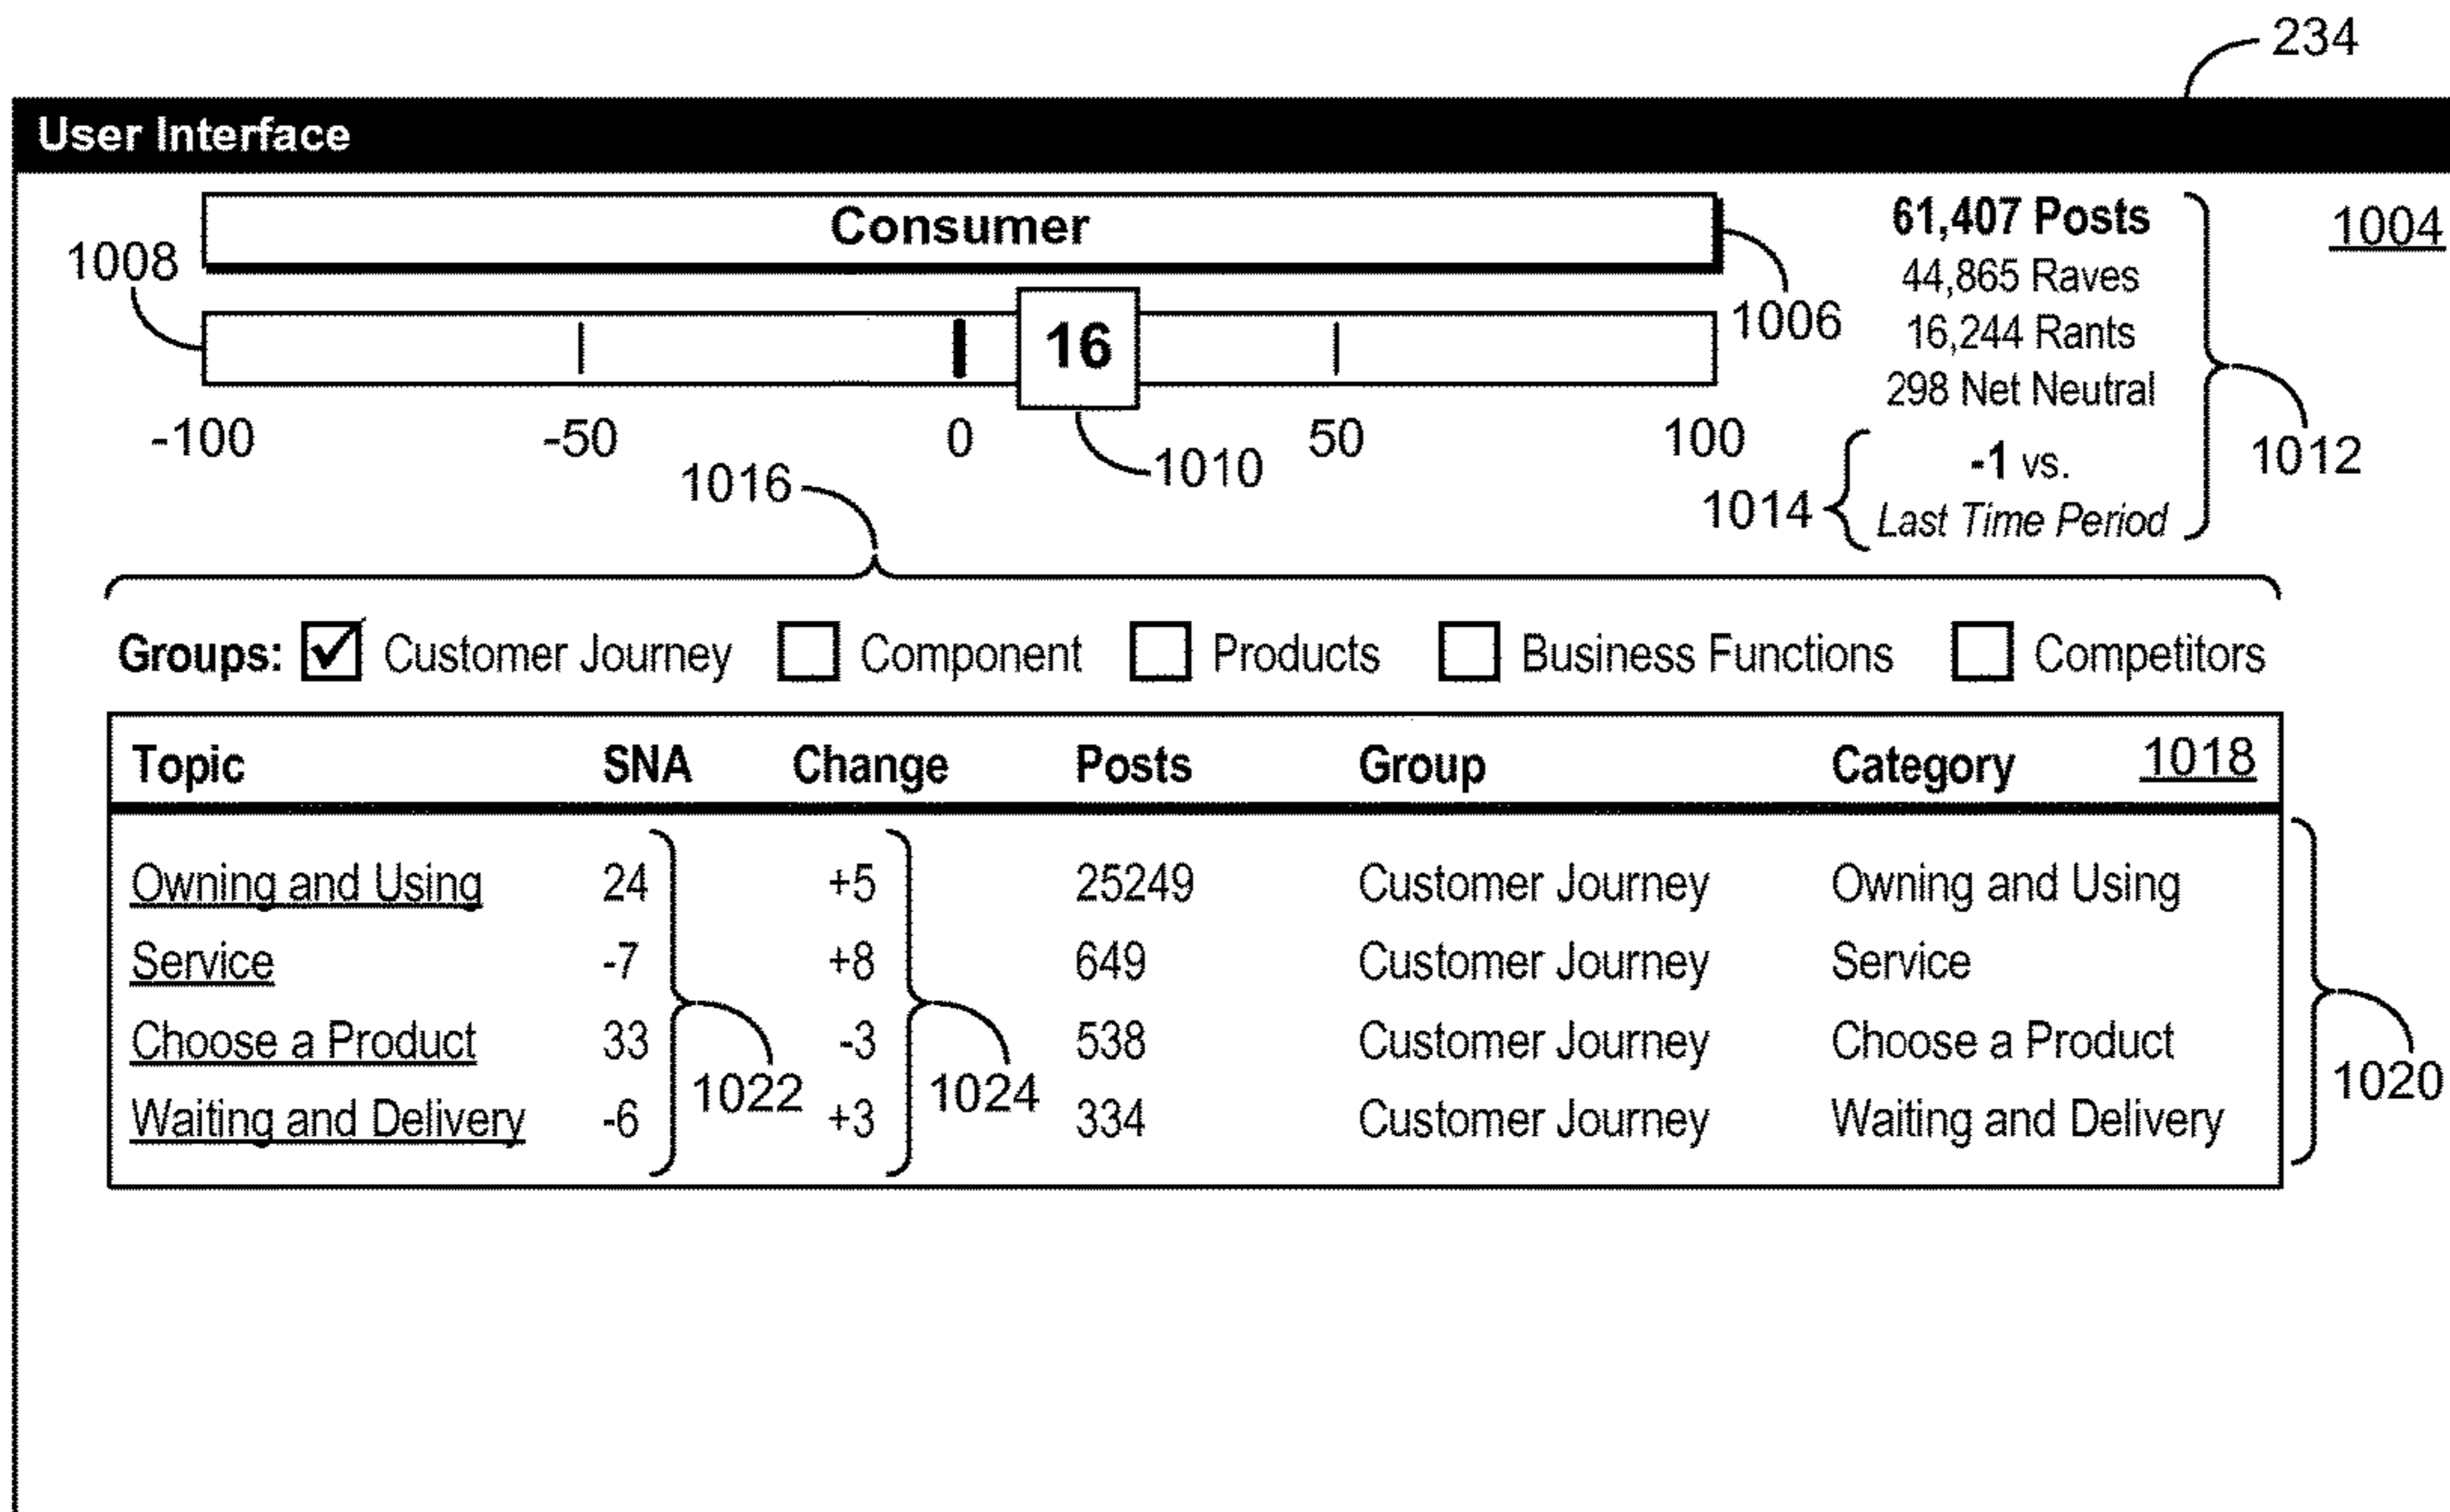 234
User Interface
Consumer
61,407 Posts
1004
1008
44,865 Raves
16,244 Rants
1006
16
298 Net Neutral
-100 -50 0 50 100
1010
1012
1016
-1 vs.
1014
Last Time Period
Groups: Customer Journey Component Products Business Functions Competitors
Topic SNA Change Posts Group Category 1018
Owning and Using 24 +5 25249 Customer Journey Owning and Using
Service -7 +8 649 Customer Journey Service
Choose a Product 33 -3 538 Customer Journey Choose a Product
1022 1024 1020
Waiting and Delivery -6 +3 334 Customer Journey Waiting and Delivery